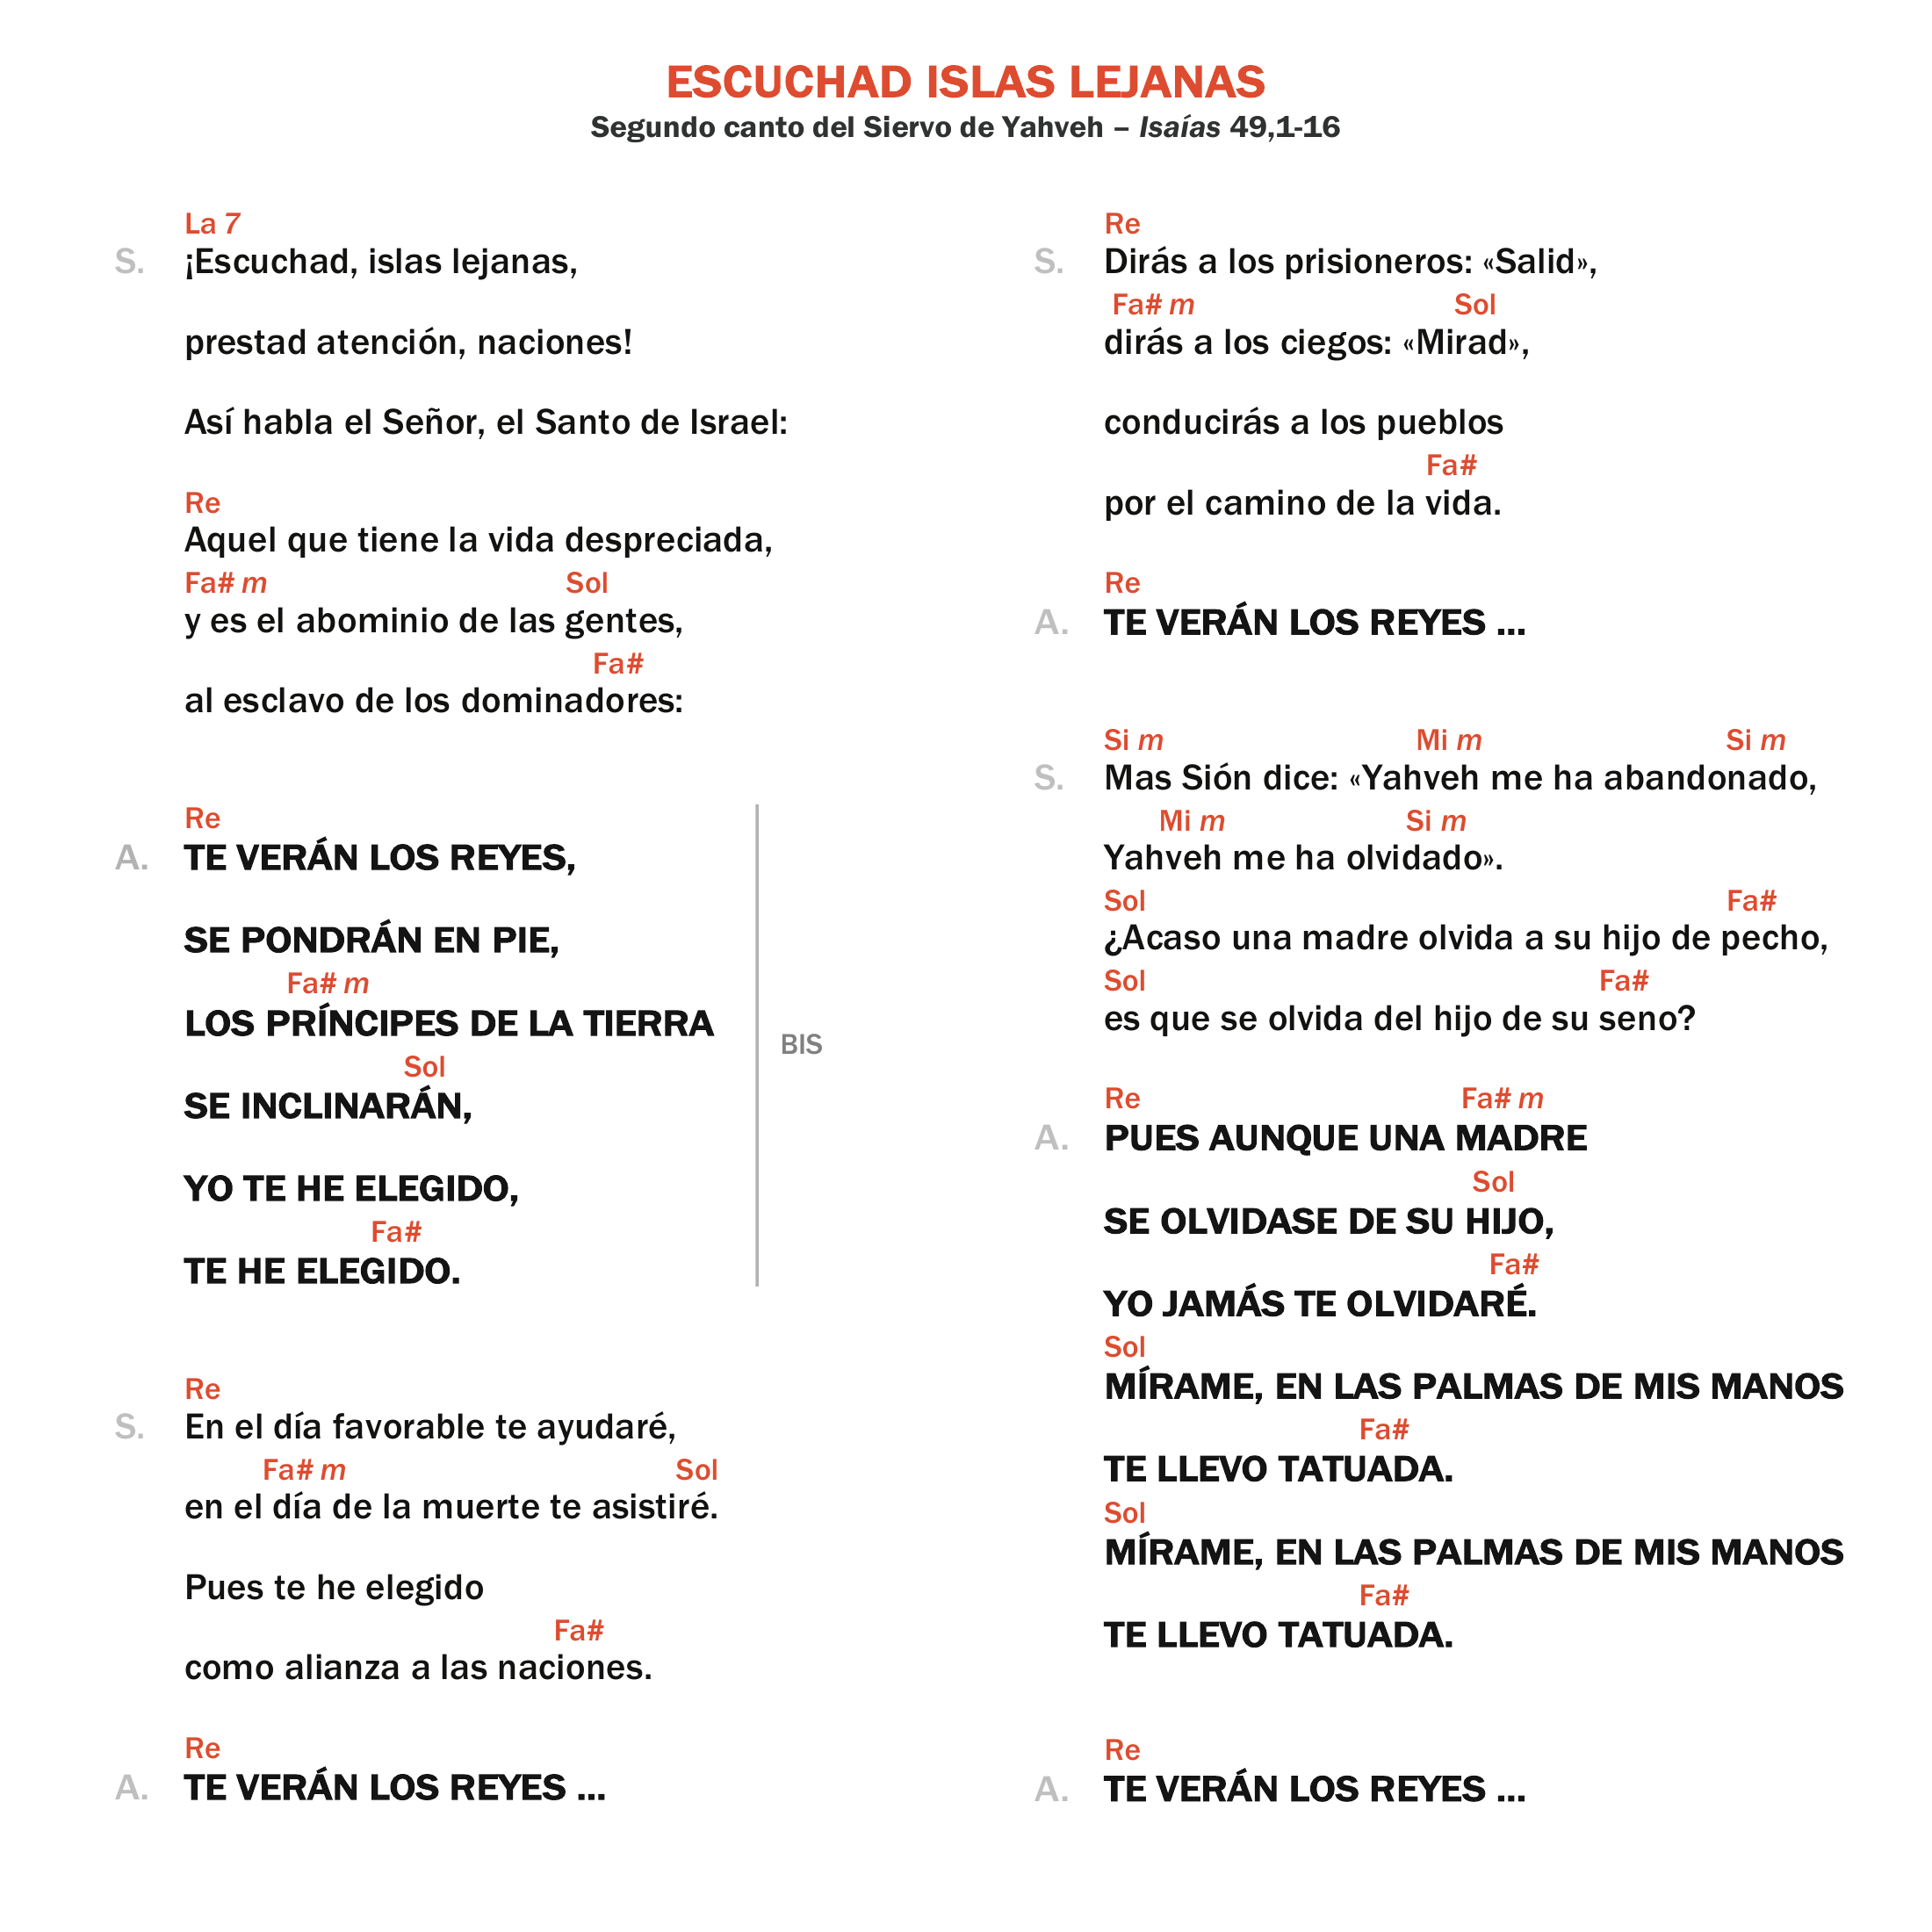 ESCUCHAD ISLAS LEJANAS
Segundo canto del Siervo de Yahveh – Isaías 49,1-16
La 7
S. ¡Escuchad, islas lejanas,
prestad atención, naciones!
Así habla el Señor, el Santo de Israel:
Re
Aquel que tiene la vida despreciada,
Fa# m Sol
y es el abominio de las gentes,
Fa#
al esclavo de los dominadores:
Re
A. TE VERÁN LOS REYES,
SE PONDRÁN EN PIE,
Fa# m
LOS PRÍNCIPES DE LA TIERRA
BIS
Sol
SE INCLINARÁN,
YO TE HE ELEGIDO,
Fa#
TE HE ELEGIDO.
Re
S. En el día favorable te ayudaré,
Fa# m Sol
en el día de la muerte te asistiré.
Pues te he elegido
Fa#
como alianza a las naciones.
Re
A. TE VERÁN LOS REYES ...
Re
S. Dirás a los prisioneros: «Salid»,
Fa# m Sol
dirás a los ciegos: «Mirad»,
conducirás a los pueblos
Fa#
por el camino de la vida.
Re
A. TE VERÁN LOS REYES ...
Si m Mi m Si m
S. Mas Sión dice: «Yahveh me ha abandonado,
Mi m Si m
Yahveh me ha olvidado».
Sol Fa#
¿Acaso una madre olvida a su hijo de pecho,
Sol Fa#
es que se olvida del hijo de su seno?
Re Fa# m
A. PUES AUNQUE UNA MADRE
Sol
SE OLVIDASE DE SU HIJO,
Fa#
YO JAMÁS TE OLVIDARÉ.
Sol
MÍRAME, EN LAS PALMAS DE MIS MANOS
Fa#
TE LLEVO TATUADA.
Sol
MÍRAME, EN LAS PALMAS DE MIS MANOS
Fa#
TE LLEVO TATUADA.
Re
A. TE VERÁN LOS REYES ...